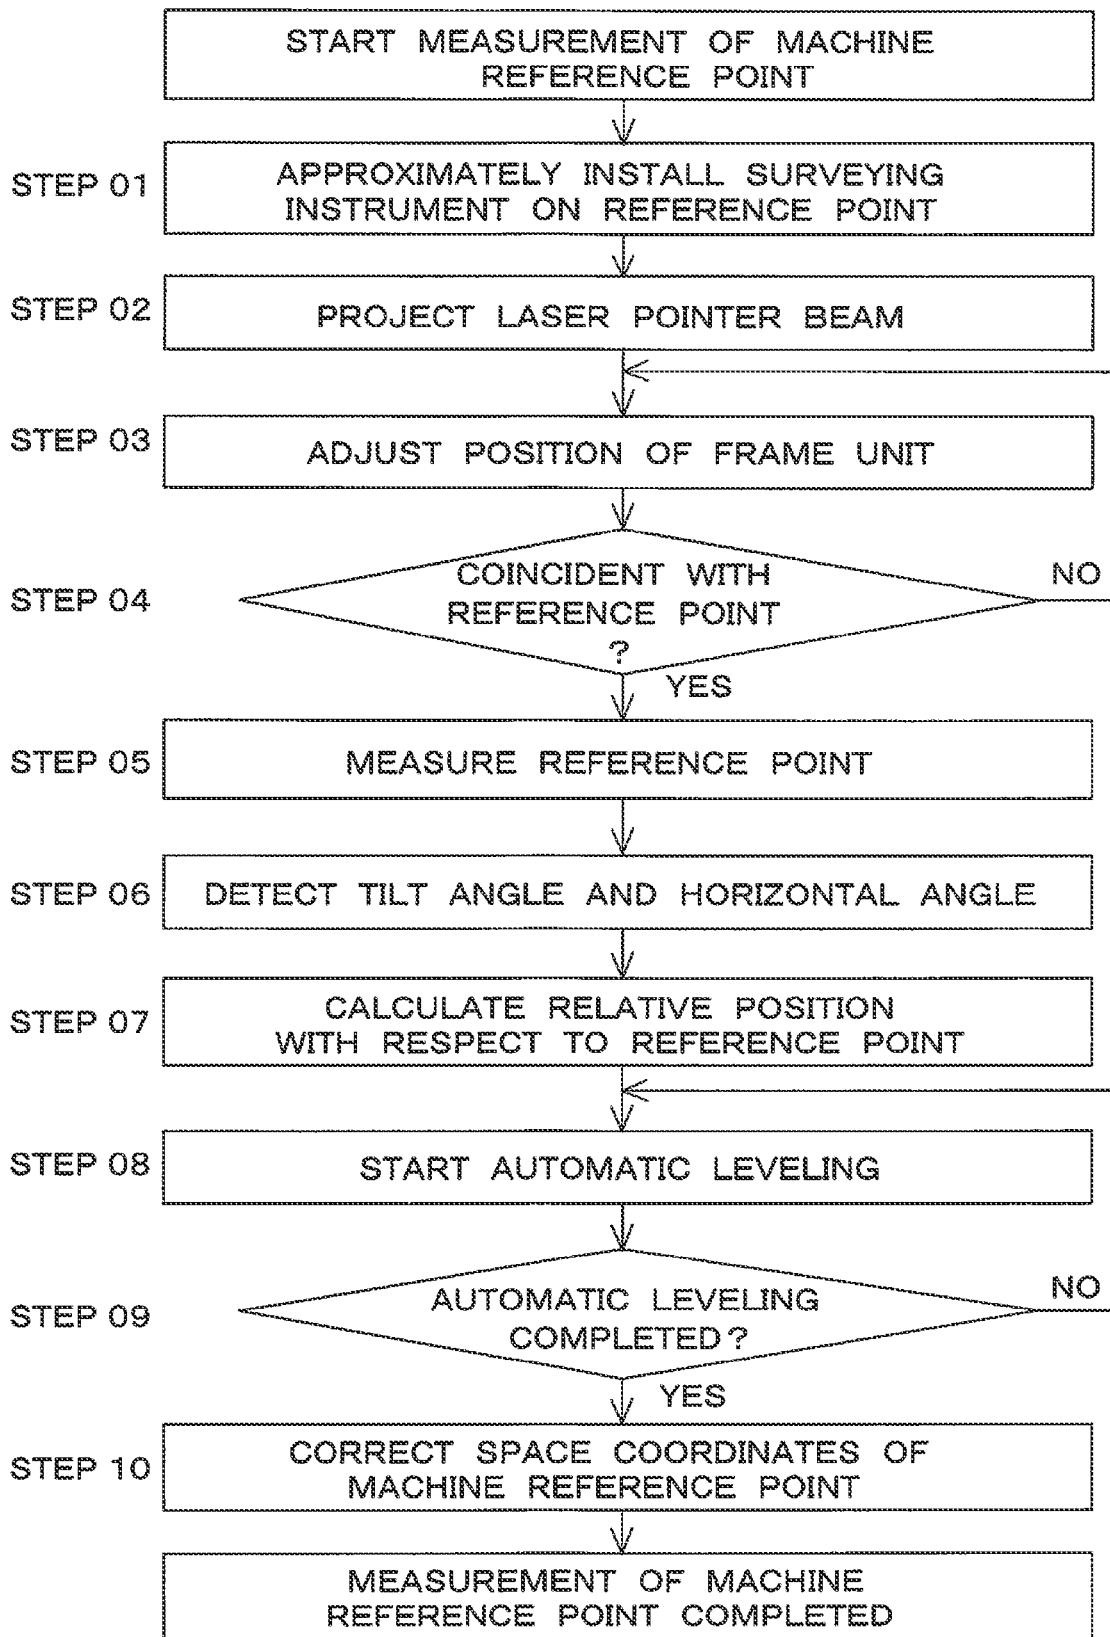 START MEASUREMENT OF MACHINE
REFERENCE POINT
STEP 01
APPROXIMATELY INSTALL SURVEYING
INSTRUMENT ON REFERENCE POINT
STEP 02
PROJECT LASER POINTER BEAM
STEP 03
ADJUST POSITION OF FRAME UNIT
STEP 04
COINCIDENT WITH
REFERENCE POINT
?
NO
YES
STEP 05
MEASURE REFERENCE POINT
STEP 06
DETECT TILT ANGLE AND HORIZONTAL ANGLE
STEP 07
CALCULATE RELATIVE POSITION
WITH RESPECT TO REFERENCE POINT
STEP 08
START AUTOMATIC LEVELING
STEP 09
AUTOMATIC LEVELING
COMPLETED?
NO
YES
STEP 10
CORRECT SPACE COORDINATES OF
MACHINE REFERENCE POINT
MEASUREMENT OF MACHINE
REFERENCE POINT COMPLETED